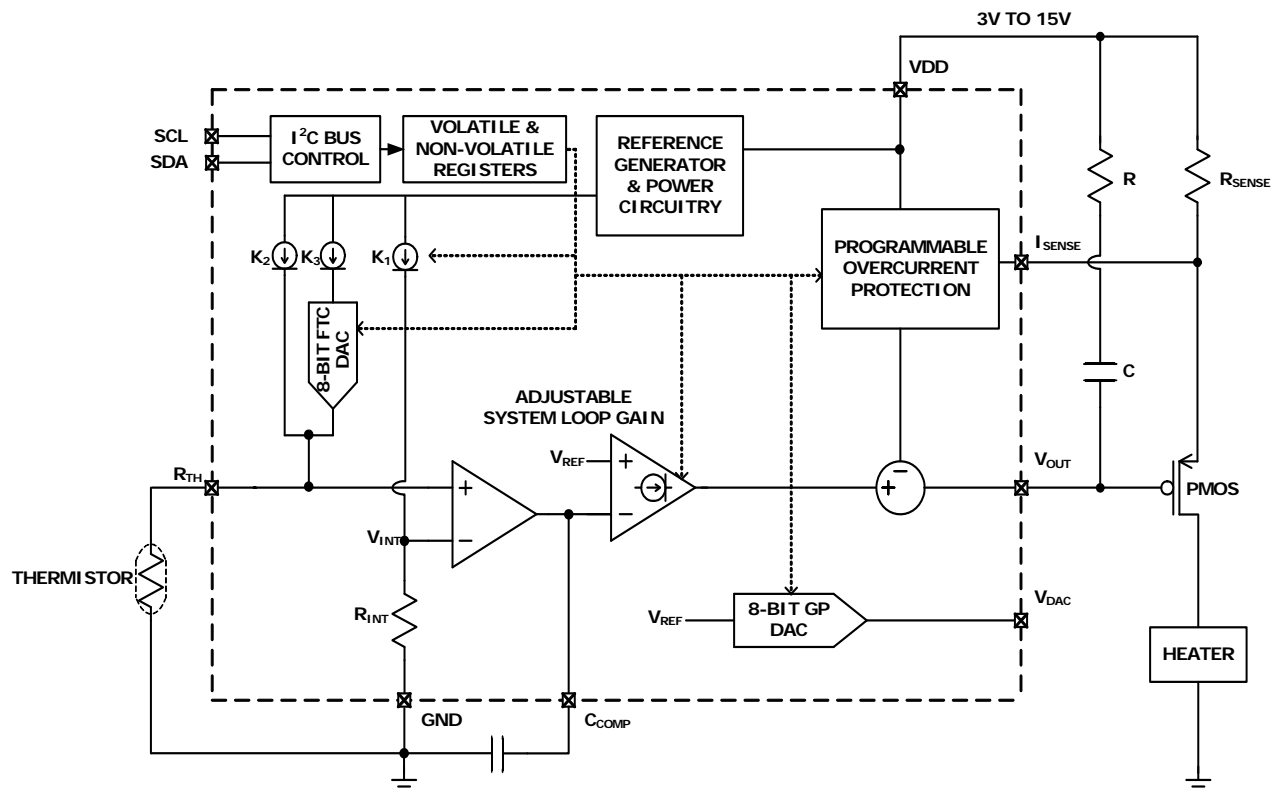 3V TO 15V
VDD
SCL
SDA
I²C BUS
CONTROL
VOLATILE &
NON-VOLATILE
REGISTERS
REFERENCE
GENERATOR
& POWER
CIRCUITRY
R
RSENSE
K₂
K₃
K₁
PROGRAMMABLE
OVERCURRENT
PROTECTION
ISENSE
8-BIT FTC
DAC
C
ADJUSTABLE
SYSTEM LOOP GAIN
VREF
+
−
RTH
+
−
VINT
−
+
VOUT
PMOS
THERMISTOR
RINT
VREF
8-BIT GP
DAC
VDAC
HEATER
GND
CCOMP